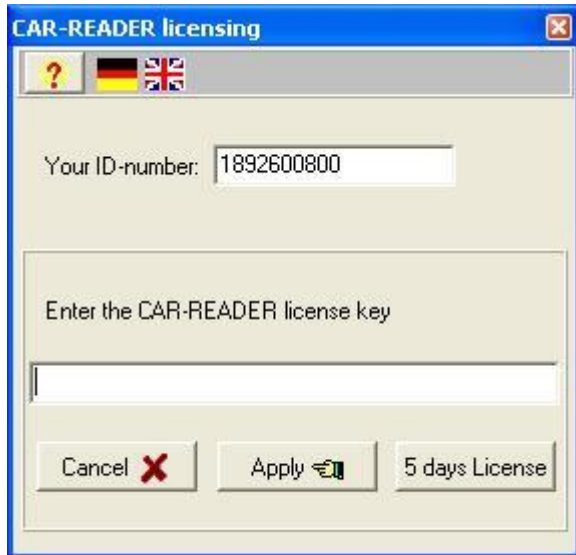 CAR-READER licensing
?
Your ID-number: 1892600800
Enter the CAR-READER license key
Cancel Apply 5 days License